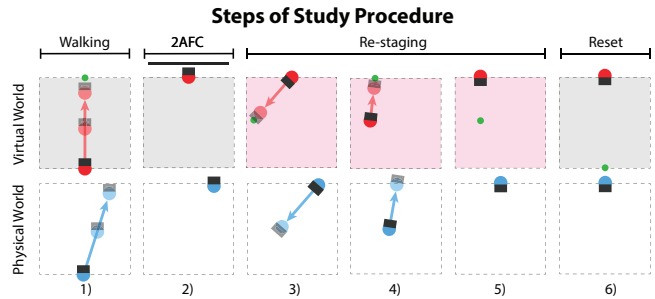 Steps of Study Procedure
Walking
2AFC
Re-staging
Reset
Virtual World
Physical World
1)
2)
3)
4)
5)
6)